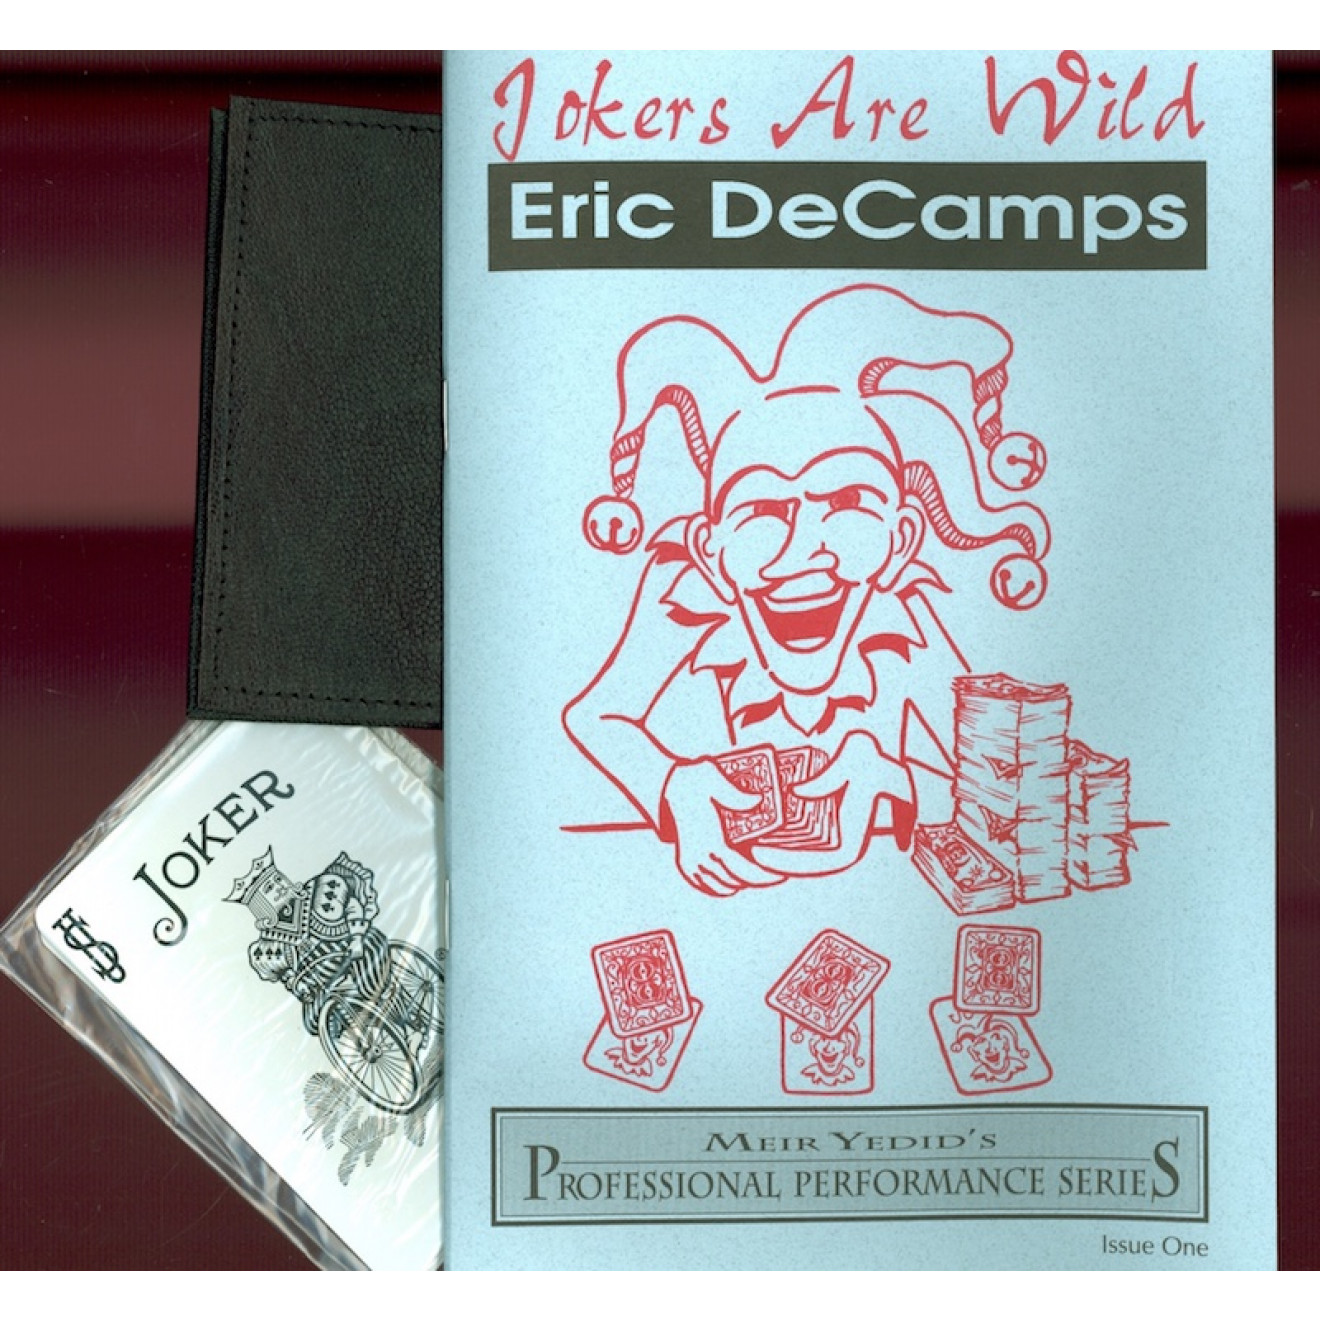 Jokers Are Wild
Eric DeCamps
JOKER
MEIR YEDID'S
PROFESSIONAL PERFORMANCE SERIES
Issue One